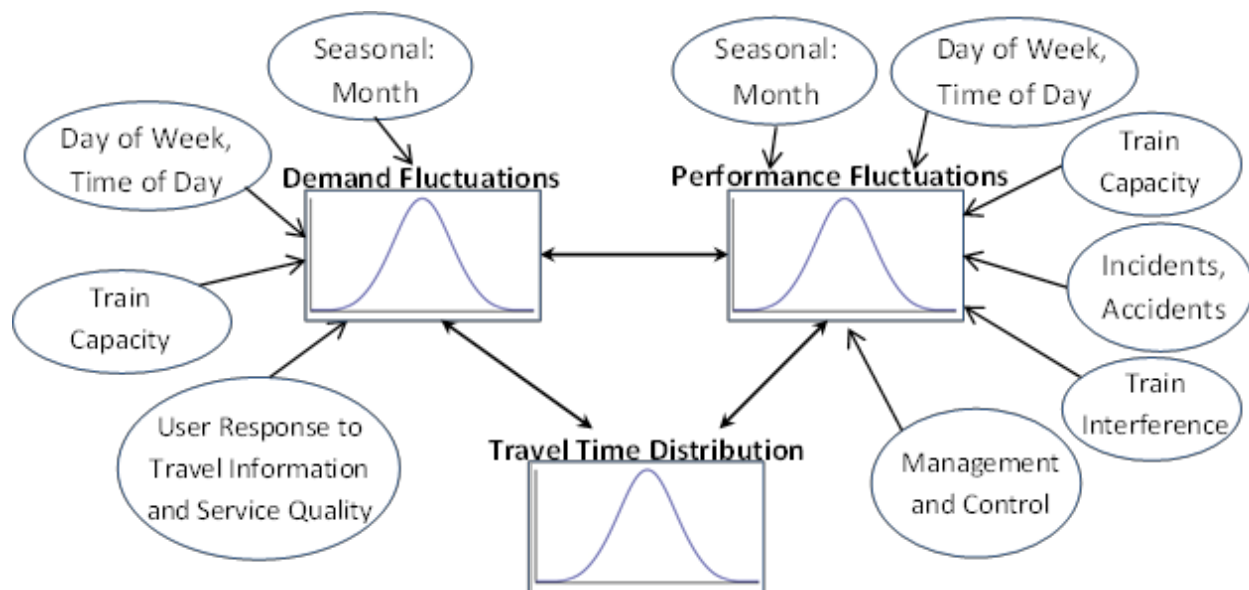 Seasonal:
Month
Seasonal:
Month
Day of Week,
Time of Day
Day of Week,
Time of Day
Demand Fluctuations
Performance Fluctuations
Train
Capacity
Train
Capacity
Incidents,
Accidents
User Response to
Travel Information
and Service Quality
Travel Time Distribution
Management
and Control
Train
Interference